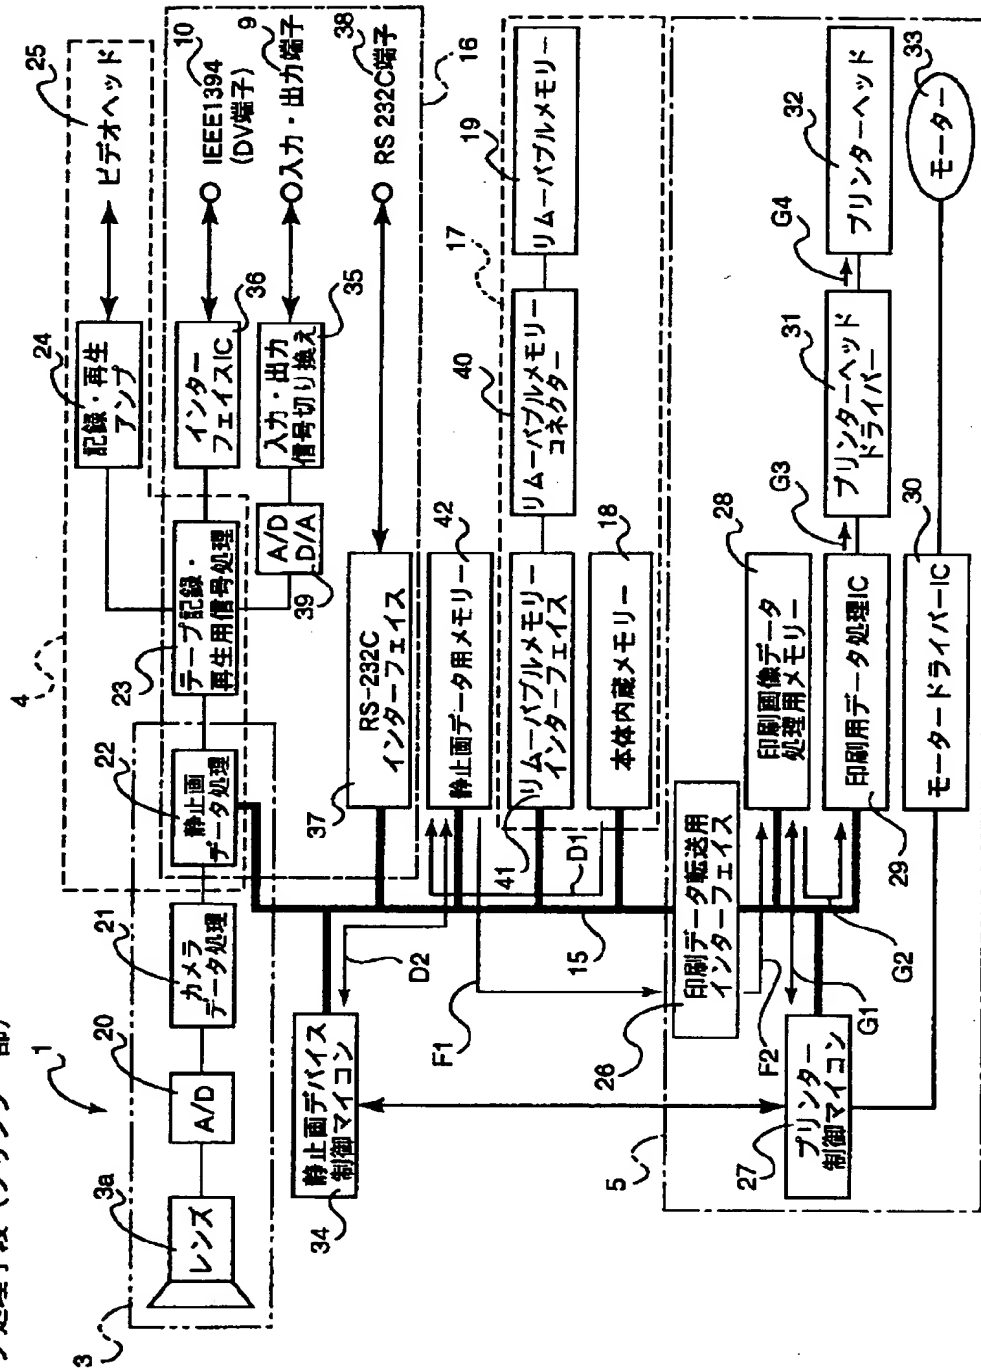 1
3
3a
レンズ
20
A/D
21
カメラ
データ処理
22
静止画
データ処理
4
23
テープ記録・
再生用信号処理
24
記録・再生
アンプ
25
ビデオヘッド
36
インター
フェイスIC
10
IEEE1394
(DV端子)
39
A/D
D/A
35
入力・出力
信号切り換え
9
入力・出力端子
37
RS-232C
インターフェイス
38
RS 232C端子
16
34
静止画デバイス
制御マイコン
D2
F1
42
静止画データ用メモリー
41
リムーバブルメモリー
インターフェイス
40
リムーバブルメモリー
コネクター
17
19
リムーバブルメモリー
D1
18
本体内蔵メモリー
15
5
26
印刷データ転送用
インターフェイス
27
プリンター
制御マイコン
F2
G1
G2
28
印刷画像データ
処理用メモリー
29
印刷用データ処理IC
G3
31
プリンターヘッド
ドライバー
G4
32
プリンターヘッド
30
モータードライバーIC
33
モーター